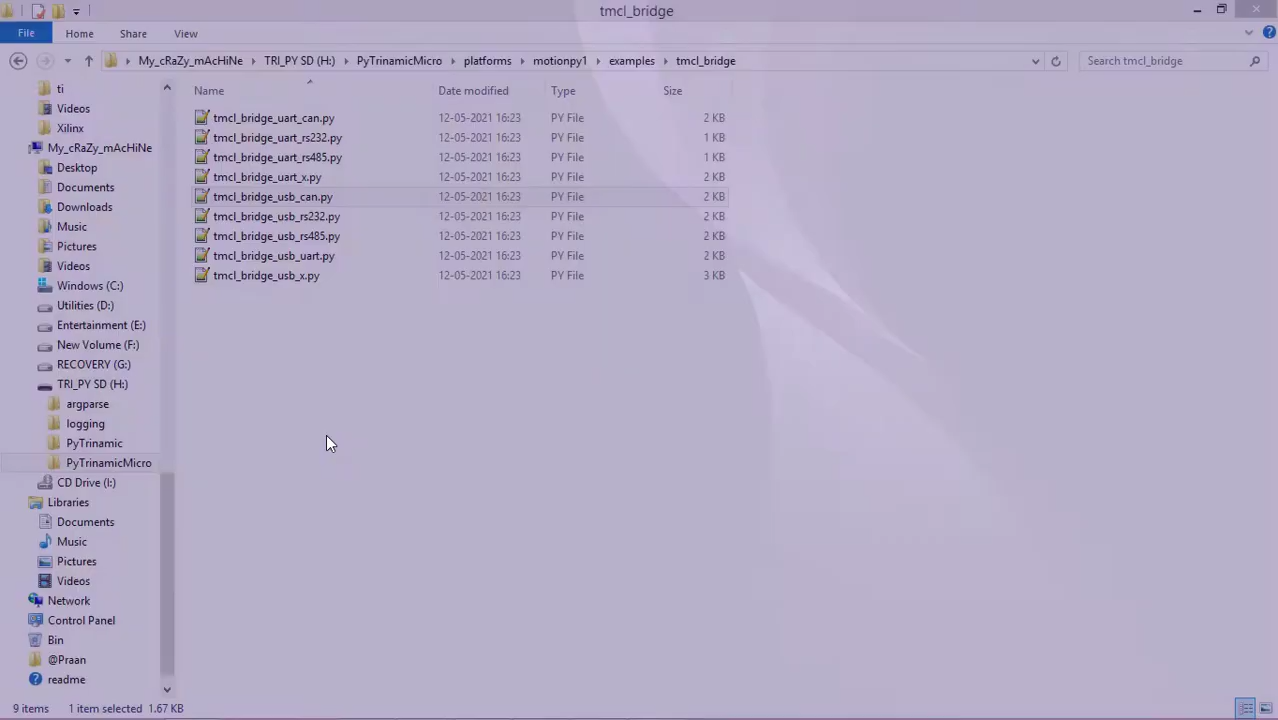 tmcl_bridge
File
Home
Share
View
My_cRaZy_mAcHiNe
TRI_PY SD (H:)
PyTrinamicMicro
platforms
motionpy1
examples
tmcl_bridge
Search tmcl_bridge
Name
Date modified
Type
Size
tmcl_bridge_uart_can.py 12-05-2021 16:23 PY File 2 KB
tmcl_bridge_uart_rs232.py 12-05-2021 16:23 PY File 1 KB
tmcl_bridge_uart_rs485.py 12-05-2021 16:23 PY File 1 KB
tmcl_bridge_uart_x.py 12-05-2021 16:23 PY File 2 KB
tmcl_bridge_usb_can.py 12-05-2021 16:23 PY File 2 KB
tmcl_bridge_usb_rs232.py 12-05-2021 16:23 PY File 2 KB
tmcl_bridge_usb_rs485.py 12-05-2021 16:23 PY File 2 KB
tmcl_bridge_usb_uart.py 12-05-2021 16:23 PY File 2 KB
tmcl_bridge_usb_x.py 12-05-2021 16:23 PY File 3 KB
ti
Videos
Xilinx
My_cRaZy_mAcHiNe
Desktop
Documents
Downloads
Music
Pictures
Videos
Windows (C:)
Utilities (D:)
Entertainment (E:)
New Volume (F:)
RECOVERY (G:)
TRI_PY SD (H:)
argparse
logging
PyTrinamic
PyTrinamicMicro
CD Drive (I:)
Libraries
Documents
Music
Pictures
Videos
Network
Control Panel
Bin
@Praan
readme
9 items 1 item selected 1.67 KB